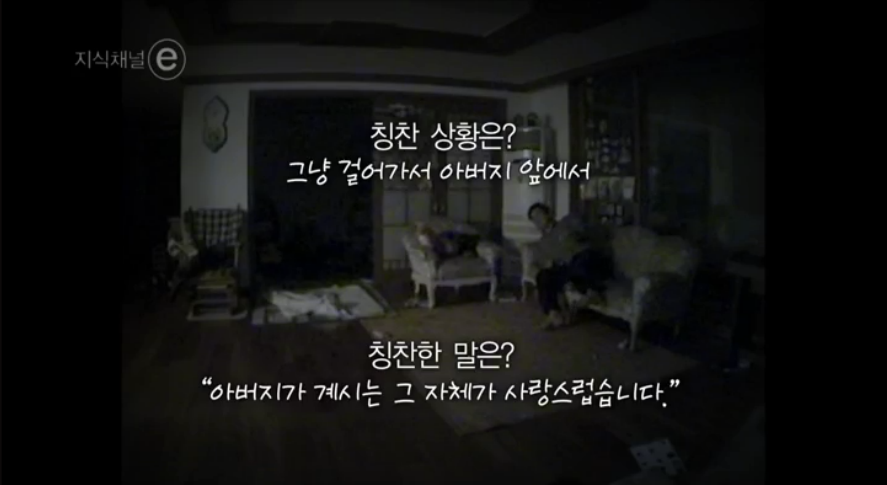 지식채널 e
칭찬 상황은?
그냥 걸어가서 아버지 앞에서
칭찬한 말은?
“아버지가 계시는 그 자체가 사랑스럽습니다.”